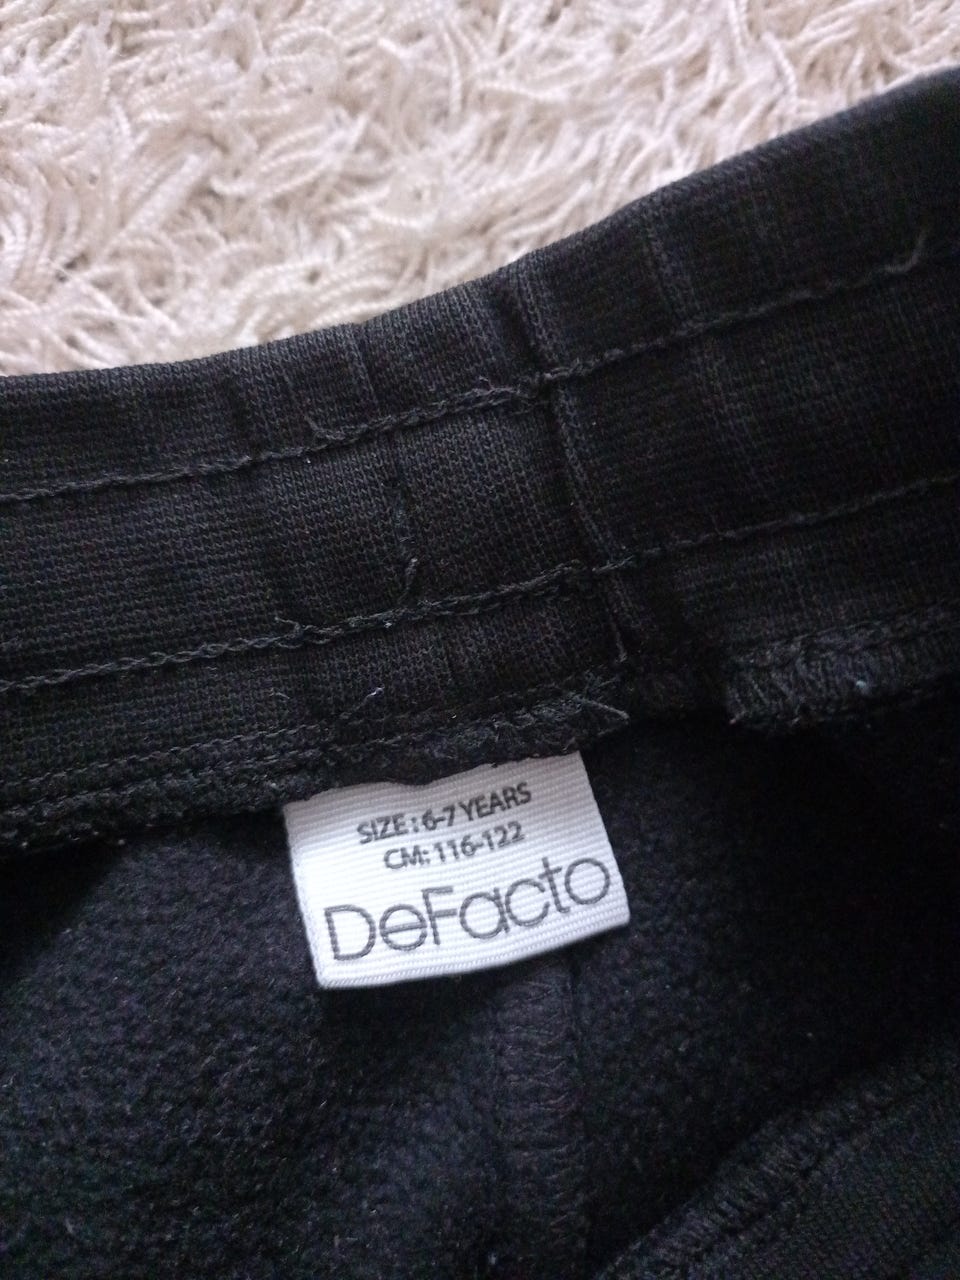 SIZE: 6-7 YEARS
CM: 116-122
DeFacto